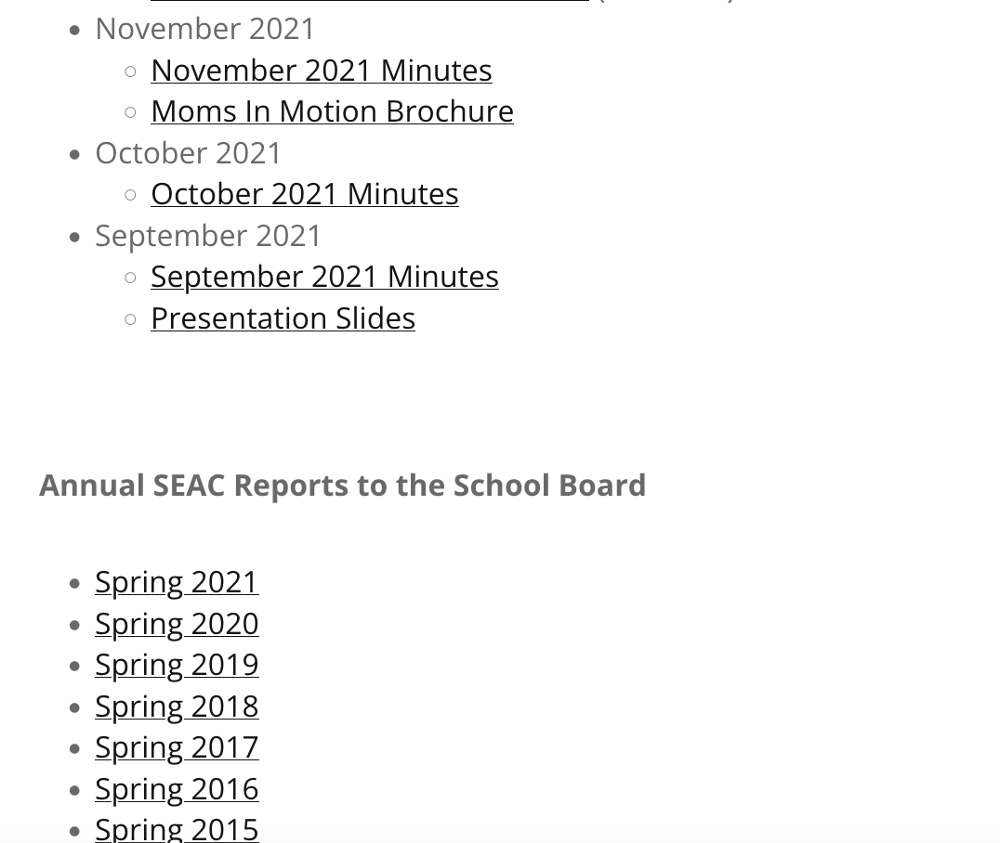 November 2021
November 2021 Minutes
Moms In Motion Brochure
October 2021
October 2021 Minutes
September 2021
September 2021 Minutes
Presentation Slides
Annual SEAC Reports to the School Board
Spring 2021
Spring 2020
Spring 2019
Spring 2018
Spring 2017
Spring 2016
Spring 2015